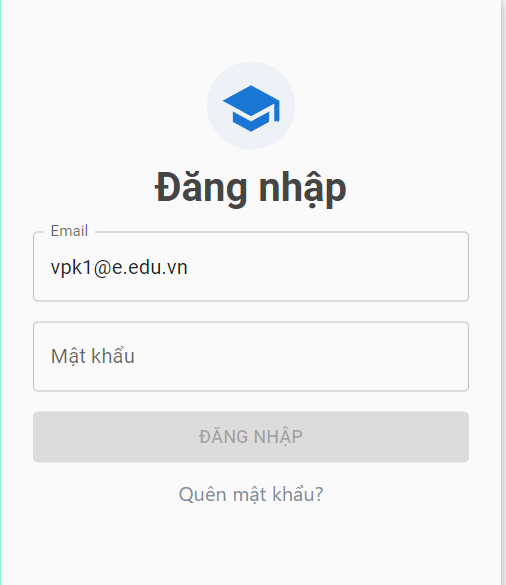 Đăng nhập
Email
vpk1@e.edu.vn
Mật khẩu
ĐĂNG NHẬP
Quên mật khẩu?